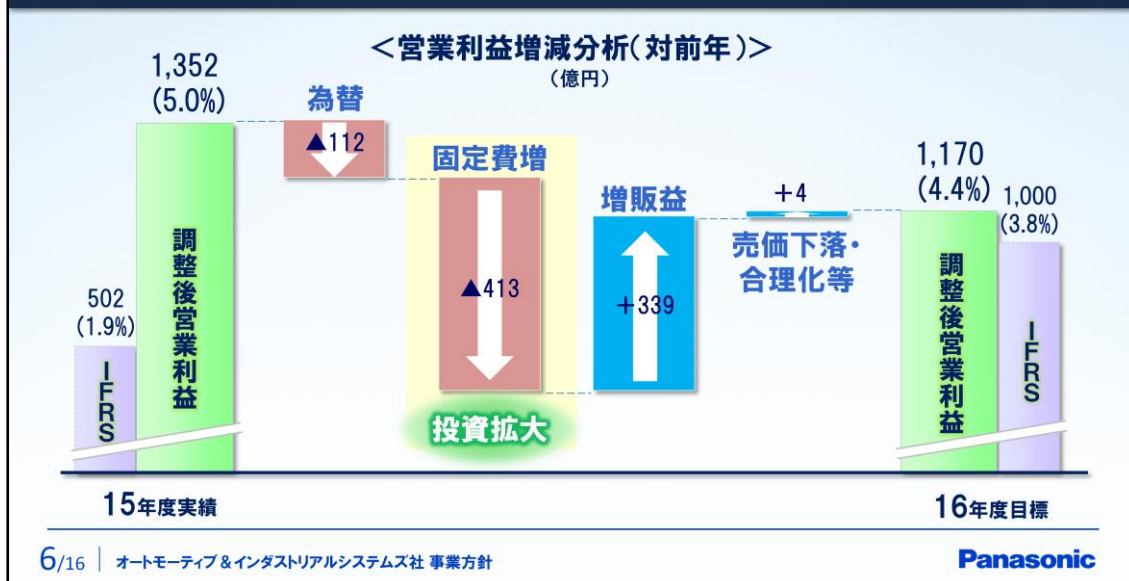 ＜営業利益増減分析(対前年)＞
(億円)
1,352
(5.0%)
為替
▲112
固定費増
▲413
投資拡大
増販益
＋339
＋4
売価下落・
合理化等
1,170
(4.4%)
1,000
(3.8%)
502
(1.9%)
IFRS
調整後営業利益
調整後営業利益
IFRS
15年度実績
16年度目標
6/16 | オートモーティブ＆インダストリアルシステムズ社 事業方針
Panasonic